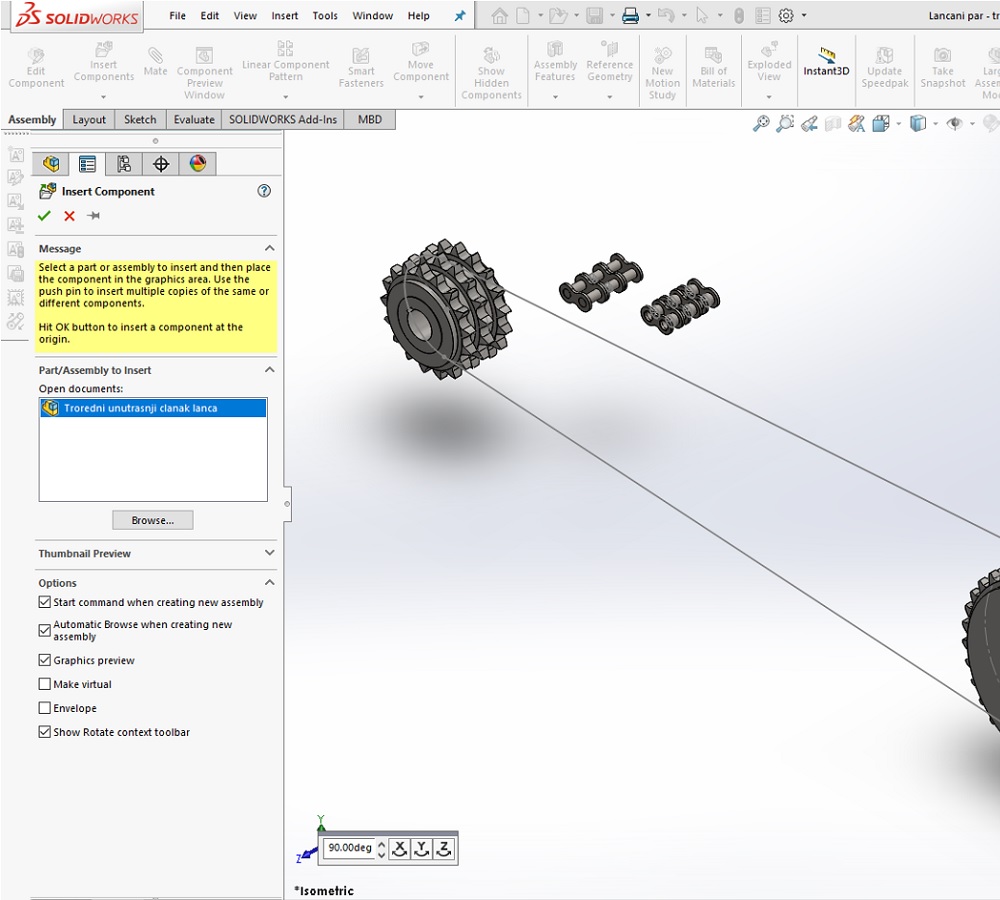 SOLIDWORKS
File Edit View Insert Tools Window Help
Lancani par - tr
Edit Component
Insert Components
Mate
Component Preview Window
Linear Component Pattern
Smart Fasteners
Move Component
Show Hidden Components
Assembly Features
Reference Geometry
New Motion Study
Bill of Materials
Exploded View
Instant3D
Update Speedpak
Take Snapshot
Larg
Assem
Mo
Assembly Layout Sketch Evaluate SOLIDWORKS Add-Ins MBD
Insert Component
Message
Select a part or assembly to insert and then place
the component in the graphics area. Use the
push pin to insert multiple copies of the same or
different components.
Hit OK button to insert a component at the
origin.
Part/Assembly to Insert
Open documents:
Troredni unutrasnji clanak lanca
Browse...
Thumbnail Preview
Options
Start command when creating new assembly
Automatic Browse when creating new
assembly
Graphics preview
Make virtual
Envelope
Show Rotate context toolbar
Y
Z
90.00deg X Y Z
*Isometric